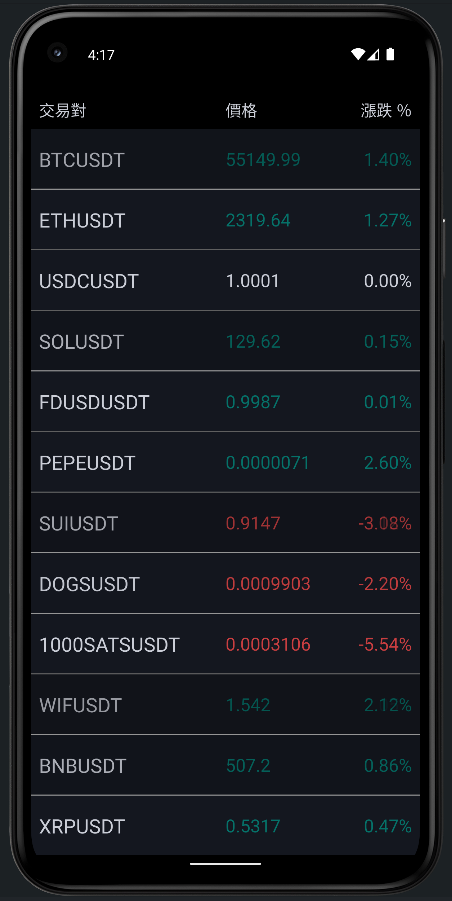 4:17
交易對 價格 漲跌 %
BTCUSDT 55149.99 1.40%
ETHUSDT 2319.64 1.27%
USDCUSDT 1.0001 0.00%
SOLUSDT 129.62 0.15%
FDUSDUSDT 0.9987 0.01%
PEPEUSDT 0.0000071 2.60%
SUIUSDT 0.9147 -3.08%
DOGSUSDT 0.0009903 -2.20%
1000SATSUSDT 0.0003106 -5.54%
WIFUSDT 1.542 2.12%
BNBUSDT 507.2 0.86%
XRPUSDT 0.5317 0.47%